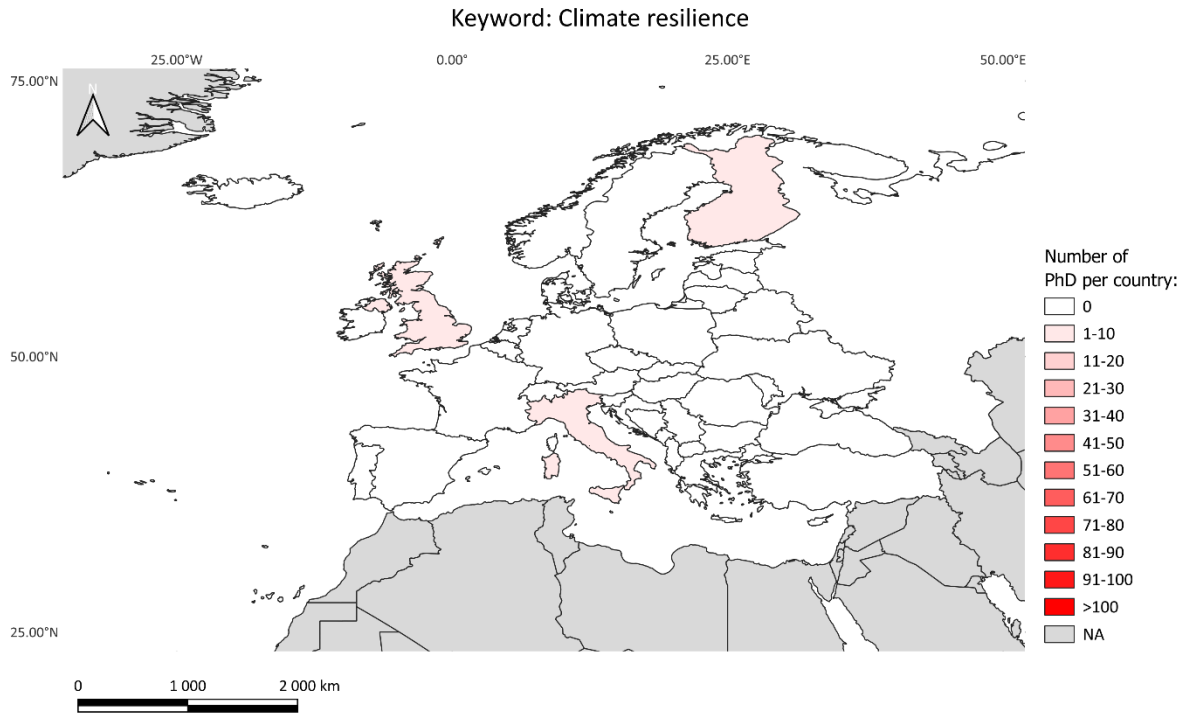 Keyword: Climate resilience
25.00°W
0.00°
25.00°E
50.00°E
75.00°N
N
50.00°N
25.00°N
Number of
PhD per country:
0
1-10
11-20
21-30
31-40
41-50
51-60
61-70
71-80
81-90
91-100
>100
NA
0
1 000
2 000 km